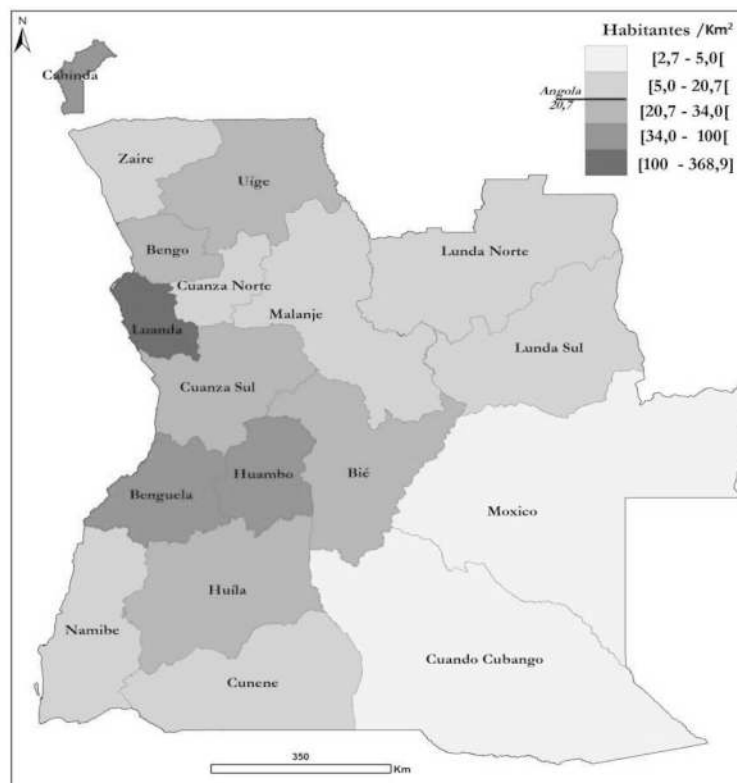 N
Habitantes /Km²
[2,7 - 5,0[
[5,0 - 20,7[
Angola
20,7
[20,7 - 34,0[
[34,0 - 100[
[100 - 368,9]
Cabinda
Zaire
Uíge
Bengo
Lunda Norte
Cuanza Norte
Malanje
Luanda
Lunda Sul
Cuanza Sul
Huambo
Bié
Benguela
Moxico
Huíla
Namibe
Cuando Cubango
Cunene
350
Km